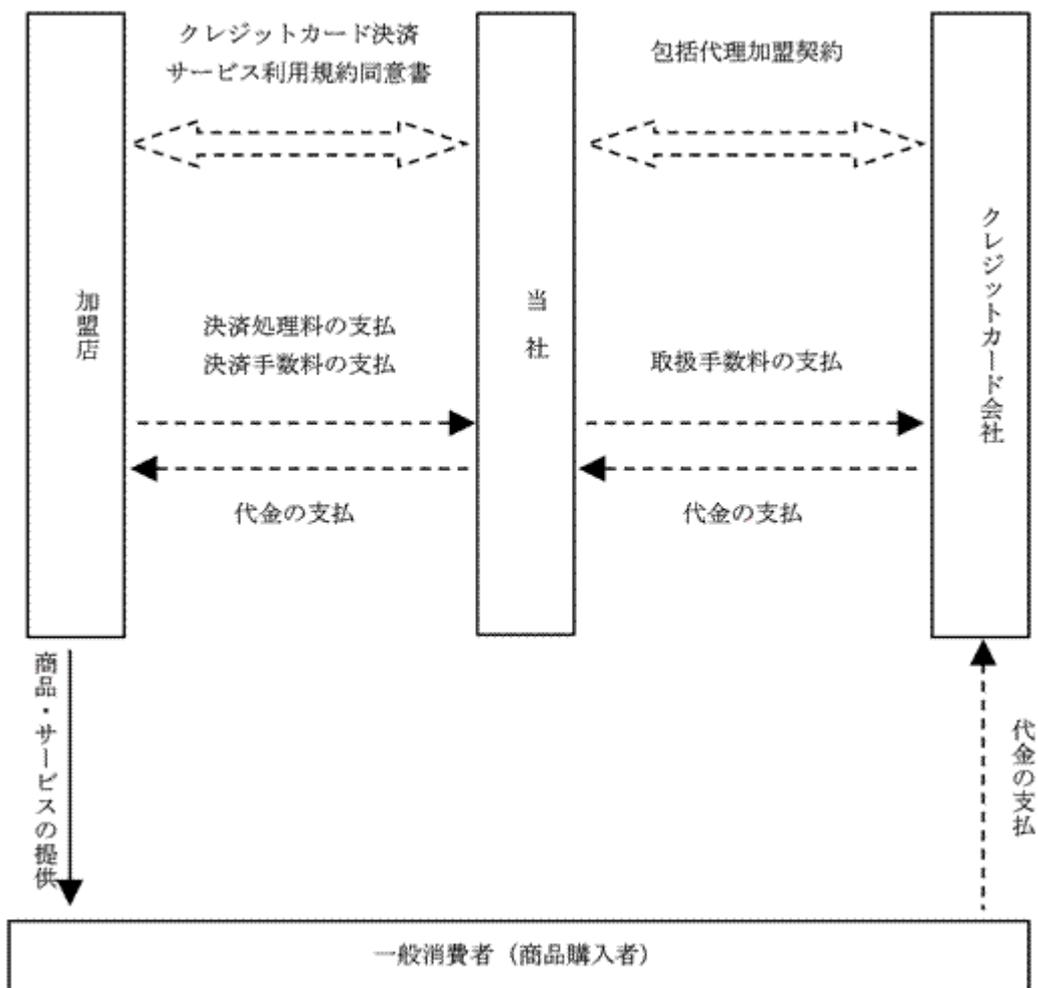 クレジットカード決済
サービス利用規約同意書
包括代理加盟契約
加盟店
当社
クレジットカード会社
決済処理料の支払
決済手数料の支払
取扱手数料の支払
代金の支払
代金の支払
商品・サービスの提供
代金の支払
一般消費者（商品購入者）